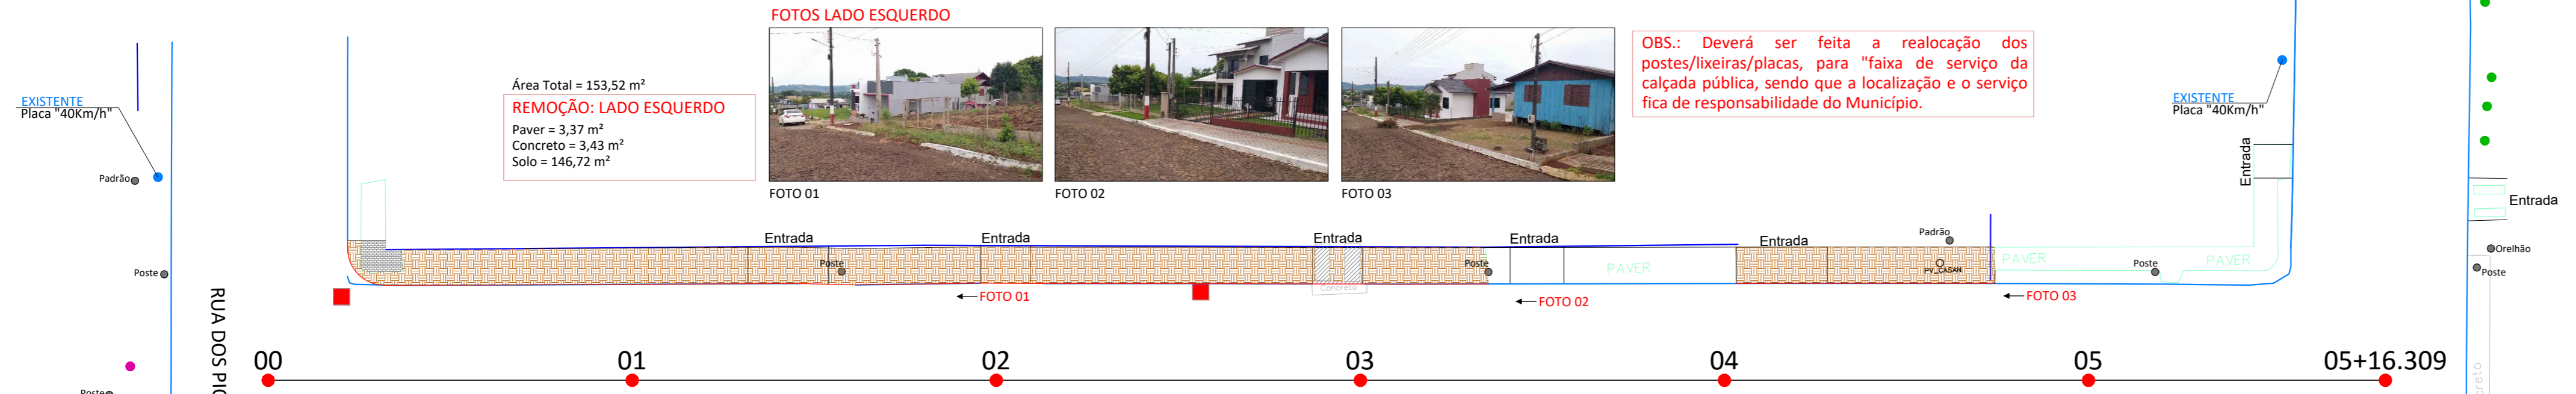 FOTOS LADO ESQUERDO
Área Total = 153,52 m²
REMOÇÃO: LADO ESQUERDO
Paver = 3,37 m²
Concreto = 3,43 m²
Solo = 146,72 m²
FOTO 01
FOTO 02
FOTO 03
OBS.: Deverá ser feita a realocação dos
postes/lixeiras/placas, para "faixa de serviço da
calçada pública, sendo que a localização e o serviço
fica de responsabilidade do Município.
EXISTENTE
Placa "40Km/h"
EXISTENTE
Placa "40Km/h"
Padrão
Poste
Entrada
Entrada
Entrada
Entrada
Entrada
Entrada
Entrada
Padrão
Orelhão
Poste
Poste
Poste
Poste
PAVER
PAVER
PAVER
PV_CASAN
Concreto
FOTO 01
FOTO 02
FOTO 03
RUA DOS PIO
00
01
02
03
04
05
05+16.309
Poste
creto